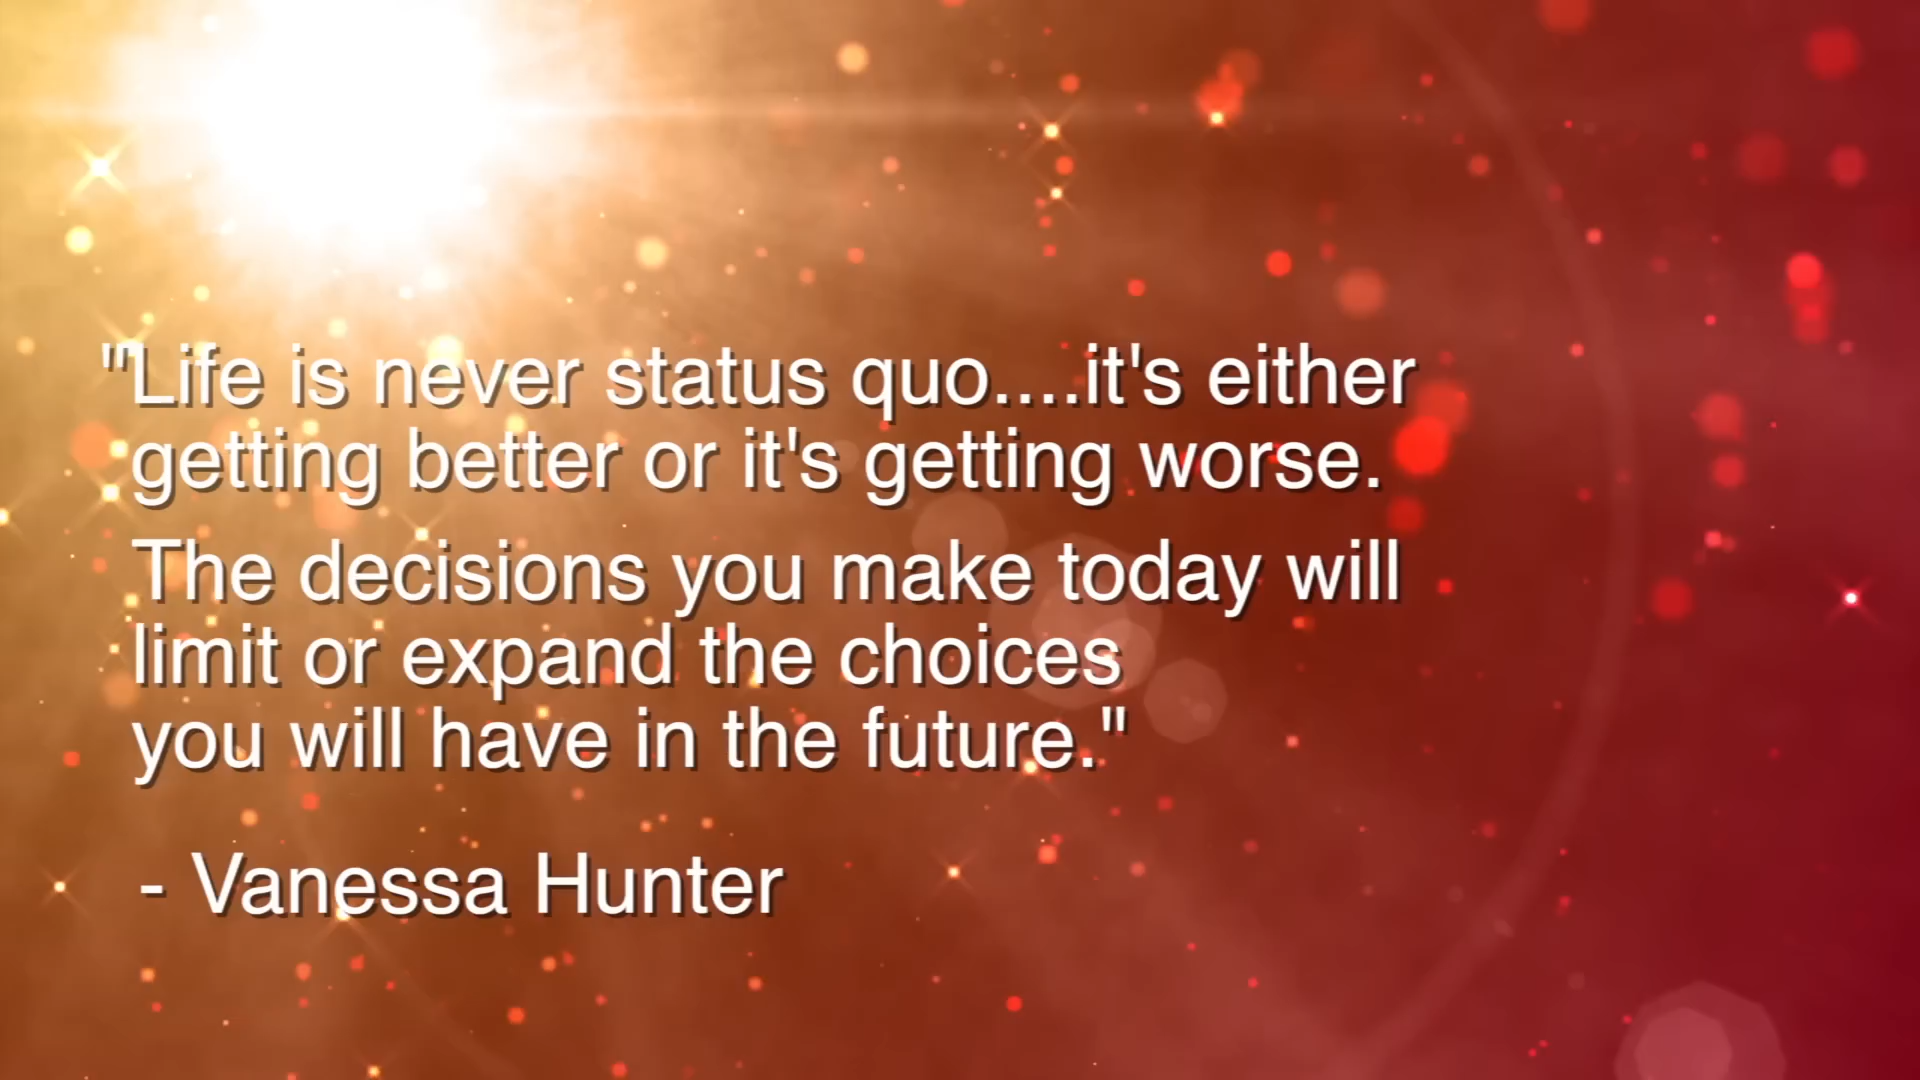 "Life is never status quo....it's either
getting better or it's getting worse.
The decisions you make today will
limit or expand the choices
you will have in the future."
- Vanessa Hunter